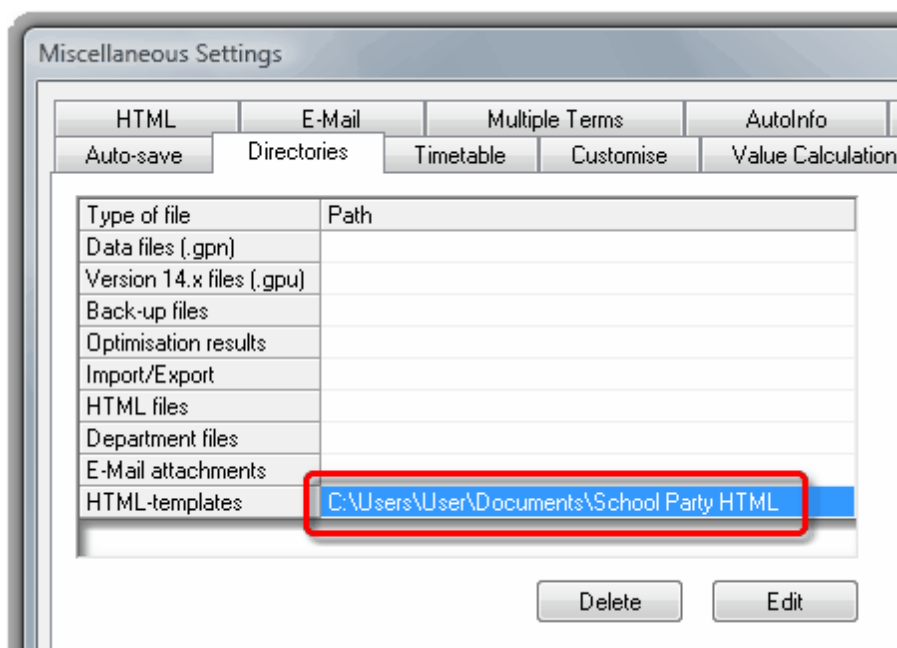 Miscellaneous Settings
HTML E-Mail Multiple Terms AutoInfo
Auto-save Directories Timetable Customise Value Calculation
Type of file Path
Data files (.gpn)
Version 14.x files (.gpu)
Back-up files
Optimisation results
Import/Export
HTML files
Department files
E-Mail attachments
HTML-templates C:\Users\User\Documents\School Party HTML
Delete Edit